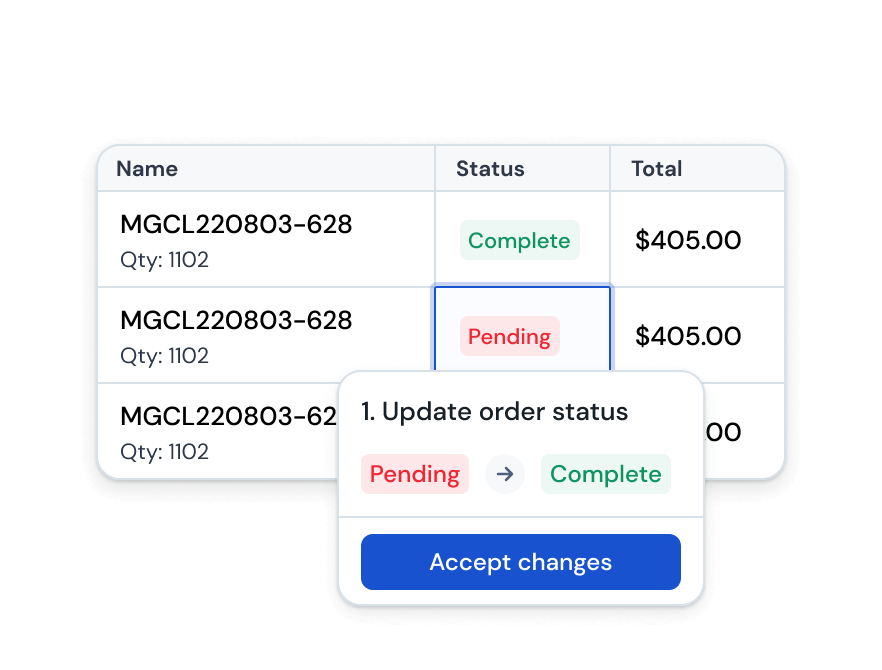 Name Status Total
MGCL220803-628
Complete $405.00
Qty: 1102
MGCL220803-628
Pending $405.00
Qty: 1102
MGCL220803-62
.00
Qty: 1102
1. Update order status
Pending → Complete
Accept changes